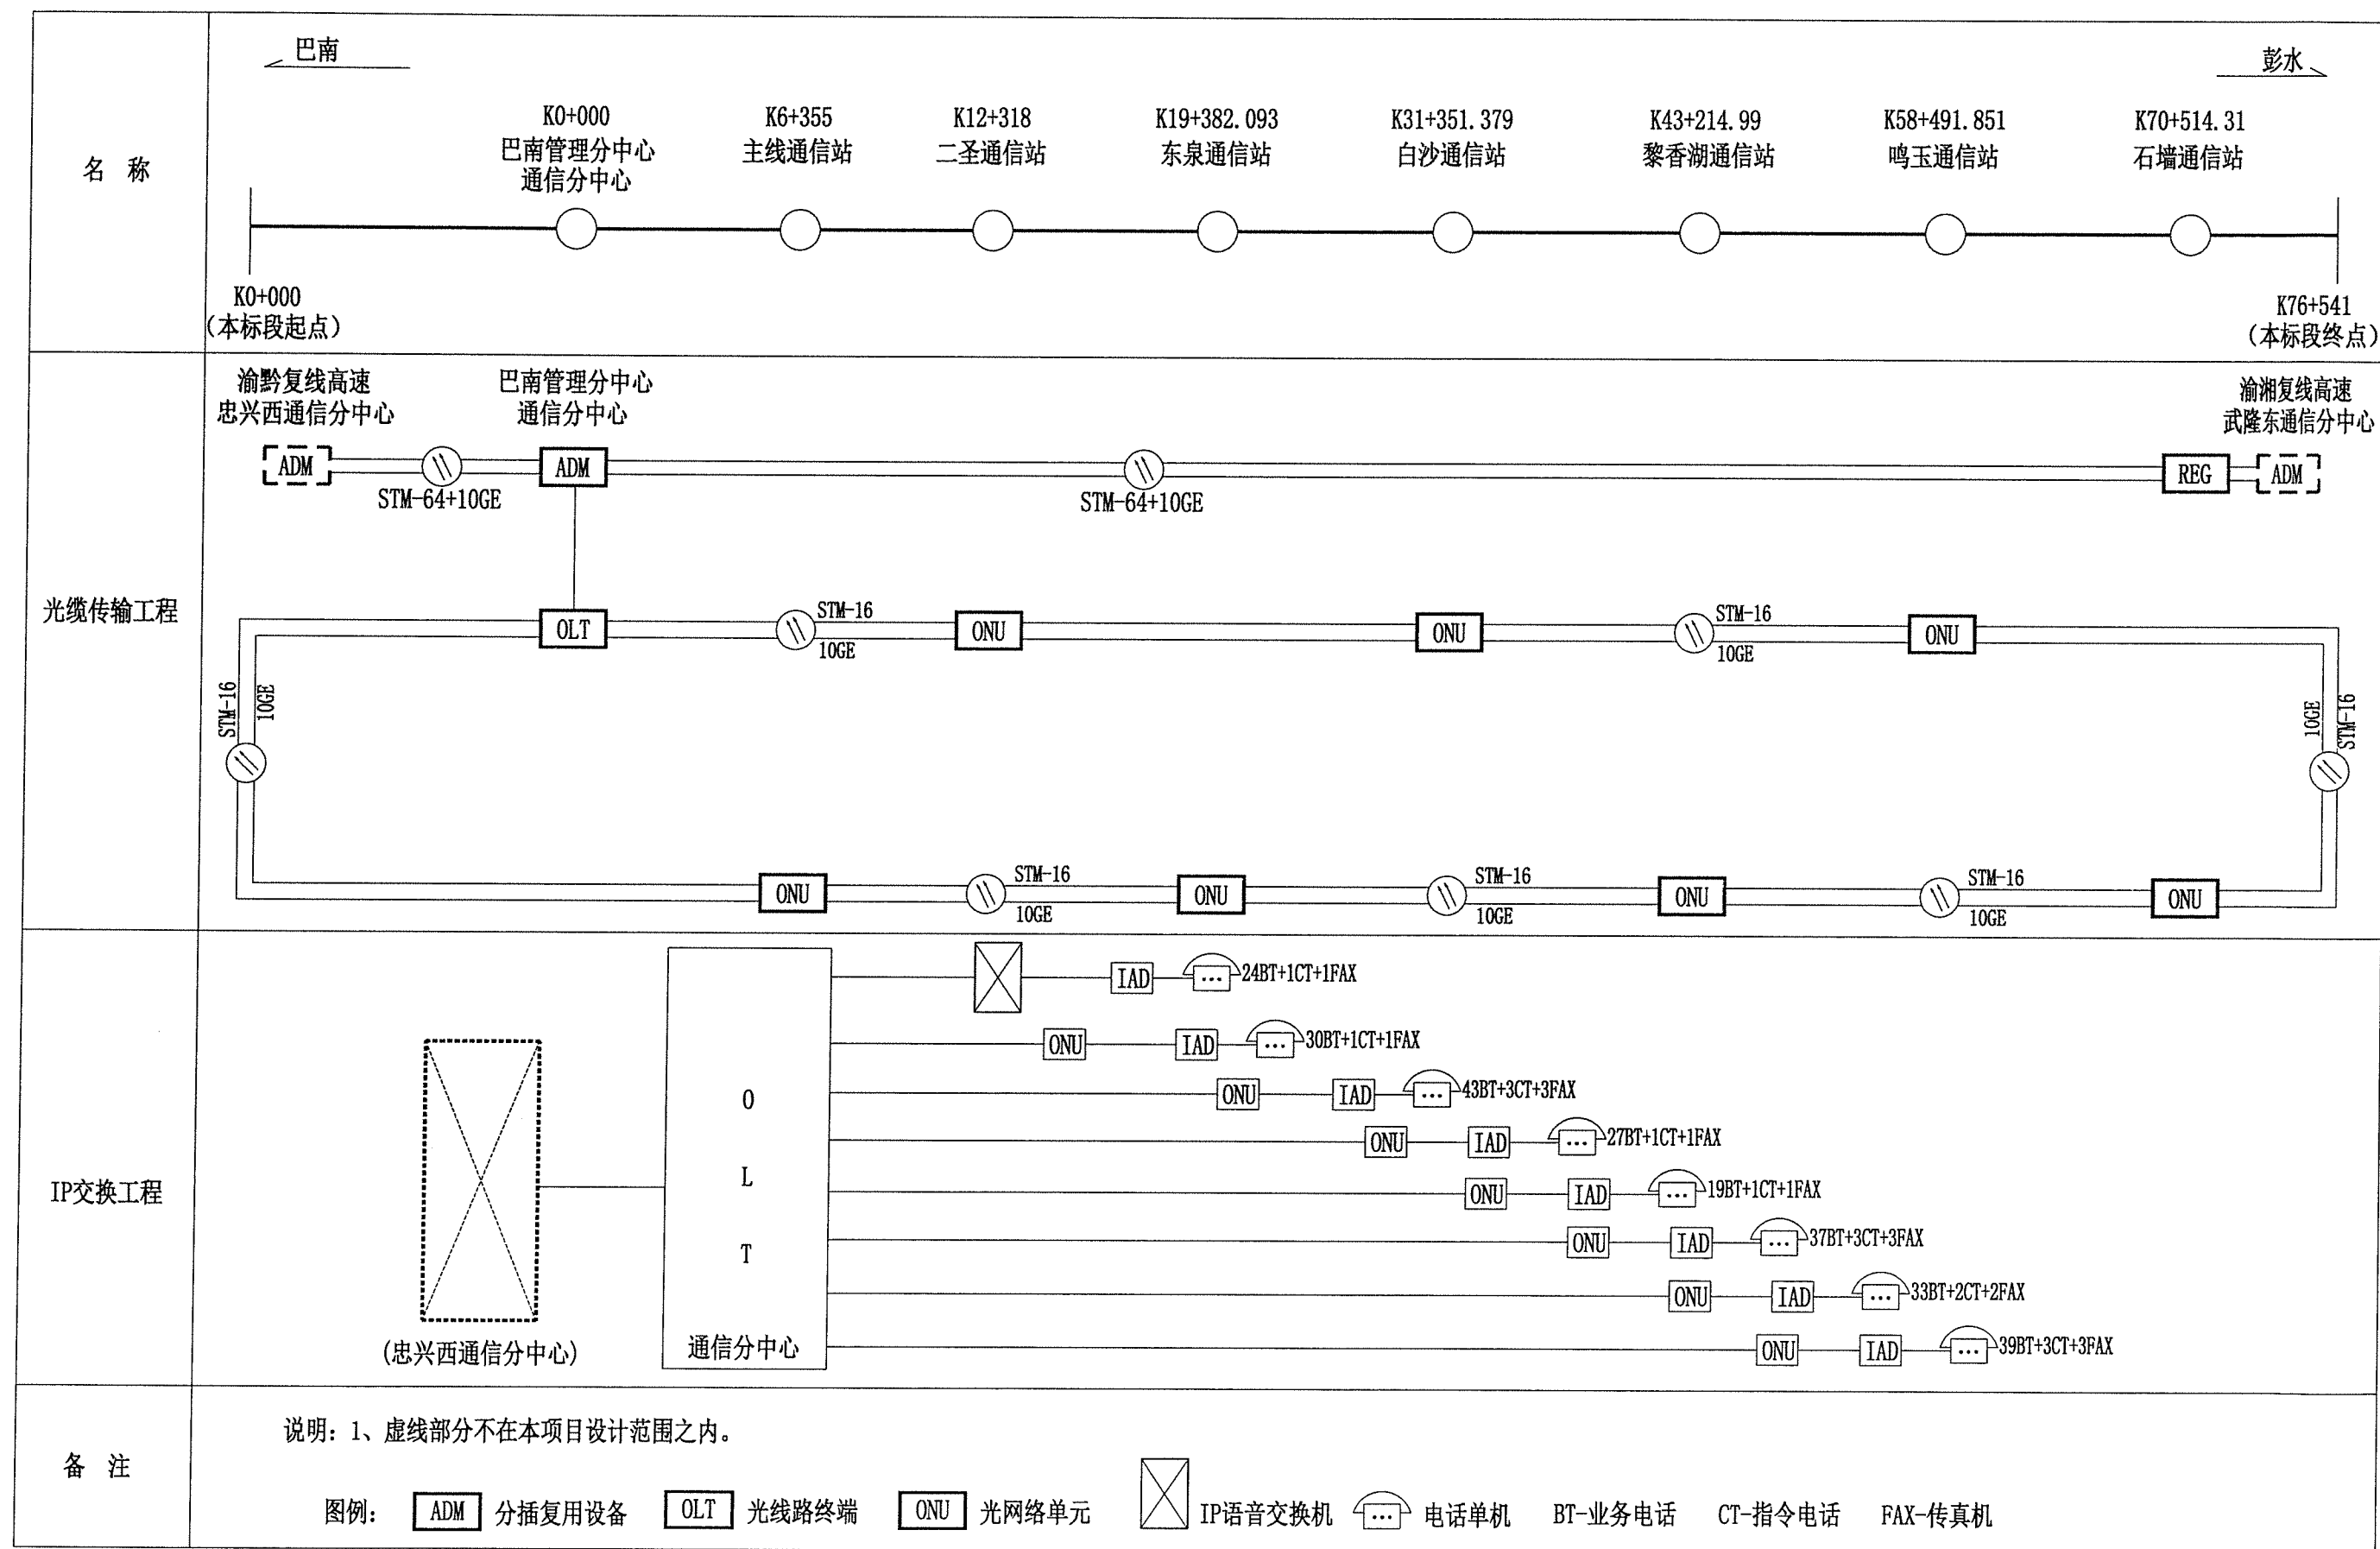 名 称
巴南
彭水
K0+000
巴南管理分中心
通信分中心
K6+355
主线通信站
K12+318
二圣通信站
K19+382.093
东泉通信站
K31+351.379
白沙通信站
K43+214.99
黎香湖通信站
K58+491.851
鸣玉通信站
K70+514.31
石墙通信站
K0+000
(本标段起点)
K76+541
(本标段终点)
光缆传输工程
渝黔复线高速
忠兴西通信分中心
巴南管理分中心
通信分中心
渝湘复线高速
武隆东通信分中心
ADM
STM-64+10GE
ADM
STM-64+10GE
REG
ADM
OLT
STM-16
10GE
ONU
ONU
STM-16
10GE
ONU
STM-16
10GE
10GE
STM-16
ONU
STM-16
10GE
ONU
STM-16
10GE
ONU
STM-16
10GE
ONU
IP交换工程
(忠兴西通信分中心)
O
L
T
通信分中心
IAD
24BT+1CT+1FAX
ONU
IAD
30BT+1CT+1FAX
ONU
IAD
43BT+3CT+3FAX
ONU
IAD
27BT+1CT+1FAX
ONU
IAD
19BT+1CT+1FAX
ONU
IAD
37BT+3CT+3FAX
ONU
IAD
33BT+2CT+2FAX
ONU
IAD
39BT+3CT+3FAX
备 注
说明: 1、虚线部分不在本项目设计范围之内。
图例: ADM 分插复用设备 OLT 光线路终端 ONU 光网络单元 IP语音交换机 电话单机 BT-业务电话 CT-指令电话 FAX-传真机